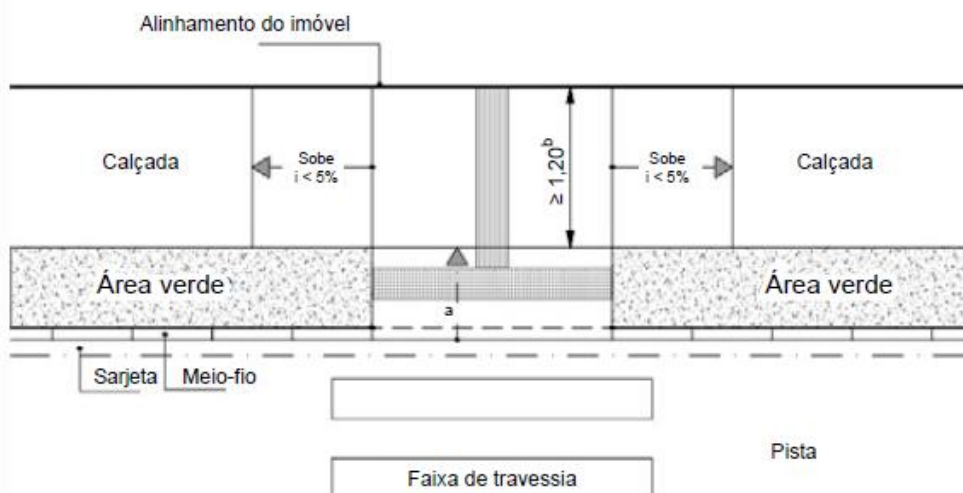 Alinhamento do imóvel
Calçada
Sobe
i < 5%
≥ 1,20ᵇ
Sobe
i < 5%
Calçada
Área verde
a
Área verde
Sarjeta
Meio-fio
Pista
Faixa de travessia